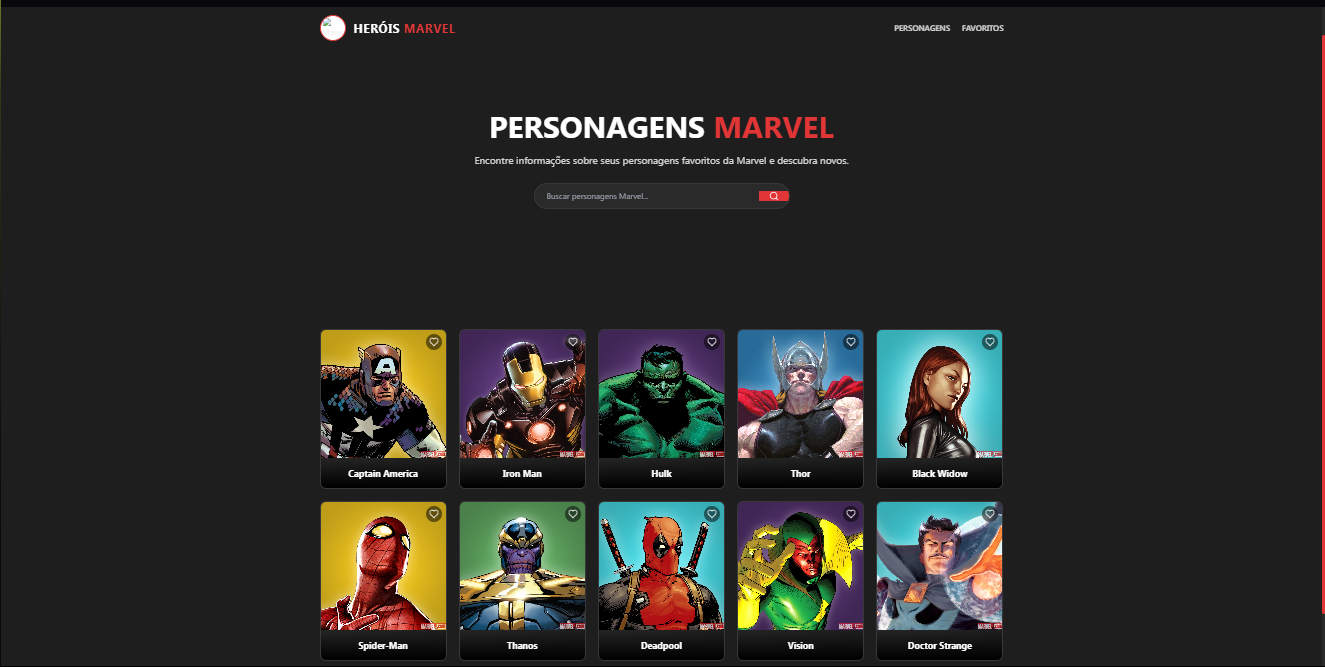 HERÓIS MARVEL
PERSONAGENS FAVORITOS
PERSONAGENS MARVEL
Encontre informações sobre seus personagens favoritos da Marvel e descubra novos.
Buscar personagens Marvel...
Captain America
Iron Man
Hulk
Thor
Black Widow
Spider-Man
Thanos
Deadpool
Vision
Doctor Strange